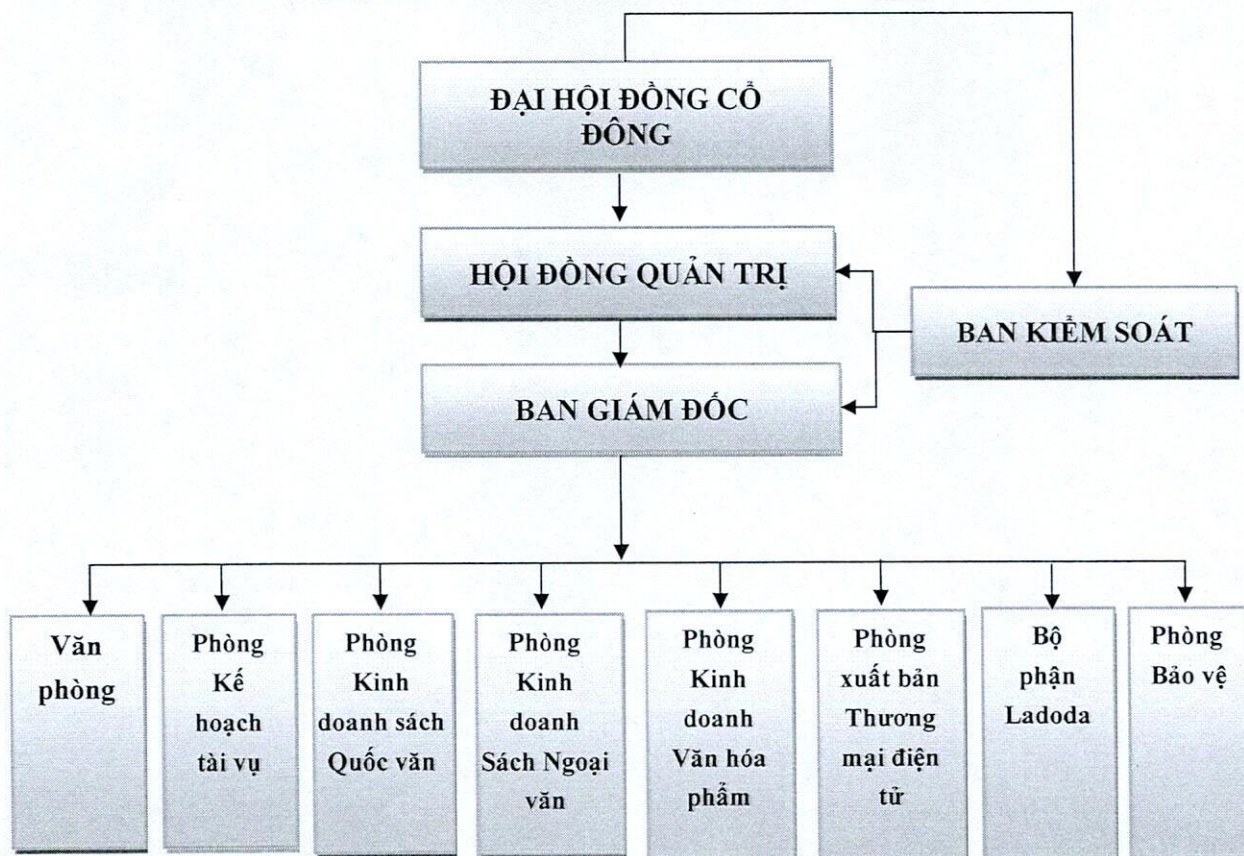 ĐẠI HỘI ĐỒNG CỔ
ĐÔNG
HỘI ĐỒNG QUẢN TRỊ
BAN KIỂM SOÁT
BAN GIÁM ĐỐC
Văn
phòng
Phòng
Kế
hoạch
tài vụ
Phòng
Kinh
doanh sách
Quốc văn
Phòng
Kinh
doanh
Sách Ngoại
văn
Phòng
Kinh
doanh
Văn hóa
phẩm
Phòng
xuất bản
Thương
mại điện
tử
Bộ
phận
Ladoda
Phòng
Bảo vệ